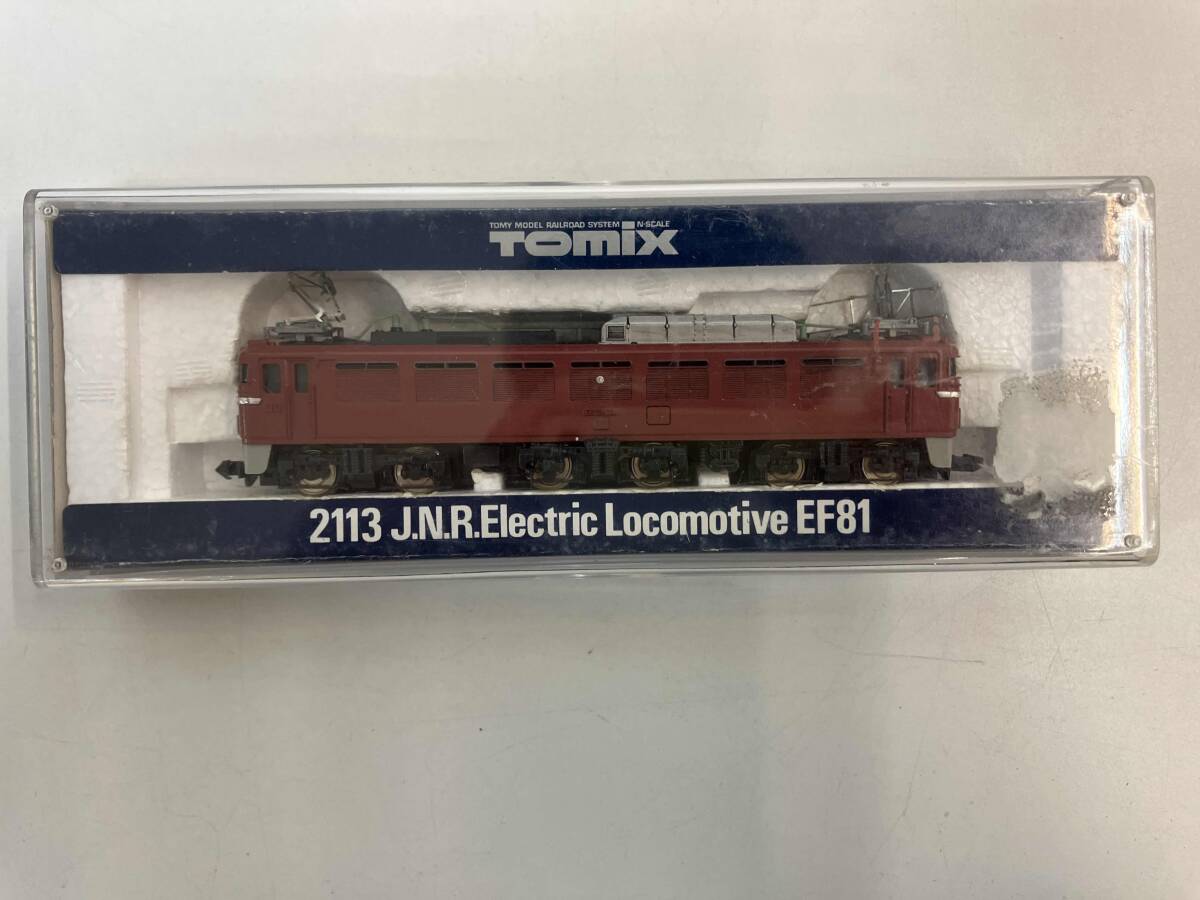 TOMY MODEL RAILROAD SYSTEM N-SCALE
TOMIX
2113 J.N.R.Electric Locomotive EF81